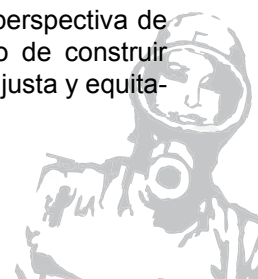 perspectiva de
o de construir
justa y equita-